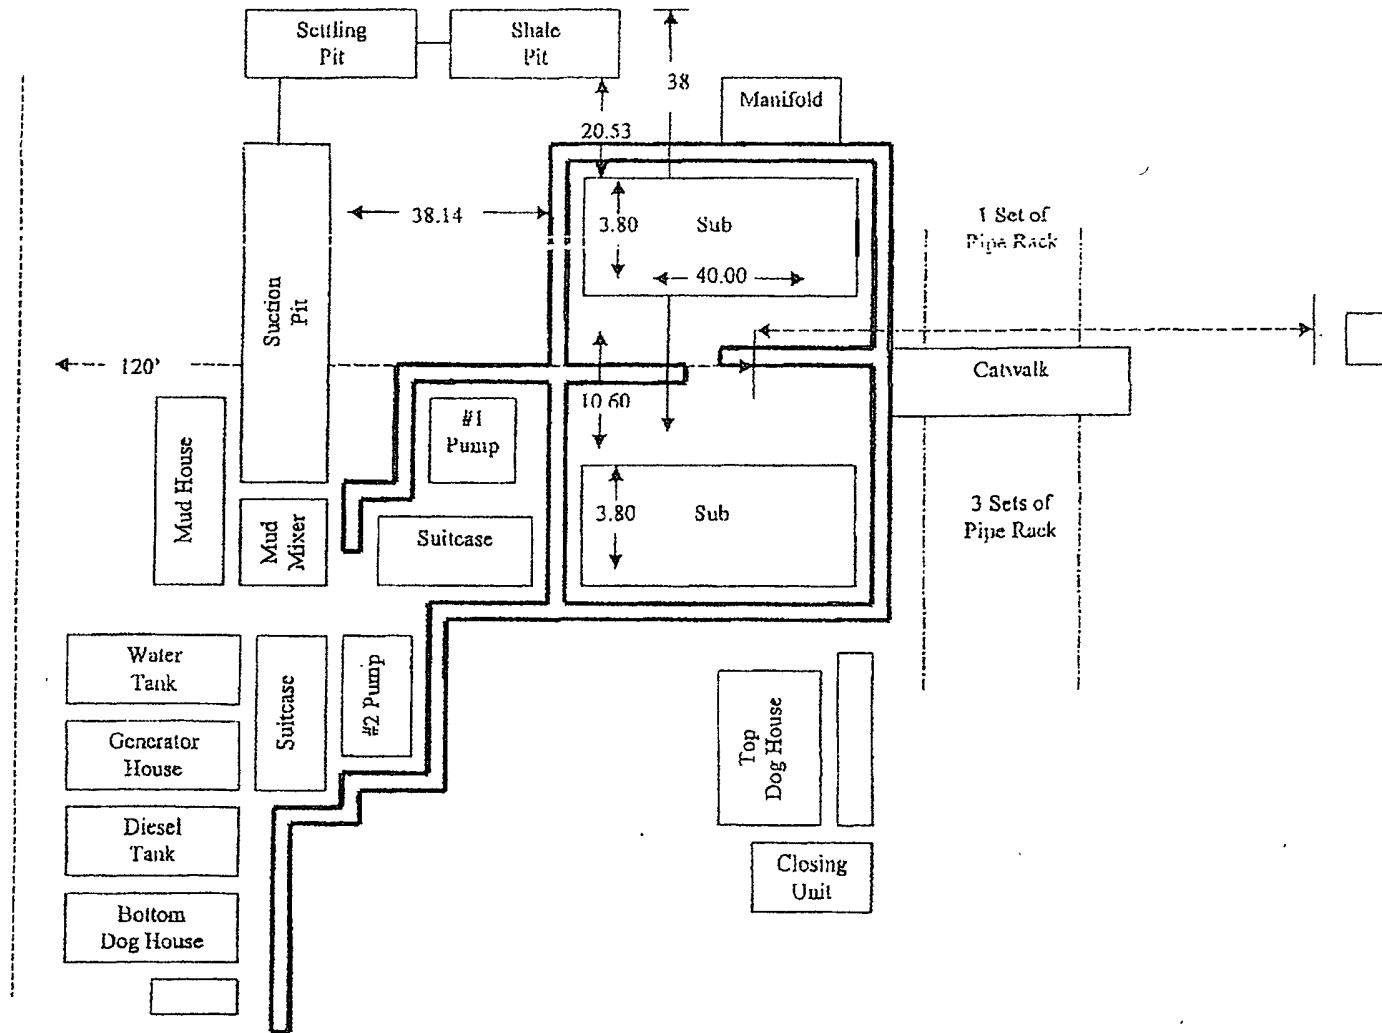 Settling
Pit
Shale
Pit
38
Manifold
20.53
38.14
3.80
Sub
1 Set of
Pipe Rack
40.00
Suction
Pit
120'
Catwalk
10.60
#1
Pump
Mud House
Mud
Mixer
Suitcase
3.80
Sub
3 Sets of
Pipe Rack
Water
Tank
Suitcase
#2 Pump
Generator
House
Top
Dog House
Diesel
Tank
Closing
Unit
Bottom
Dog House